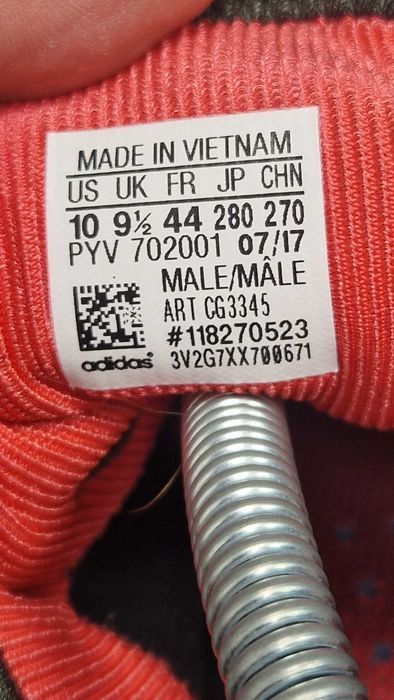 MADE IN VIETNAM
US UK FR JP CHN
10 9½ 44 280 270
PYV 702001 07/17
MALE/MÂLE
ART CG3345
#118270523
adidas 3V2G7XX700671